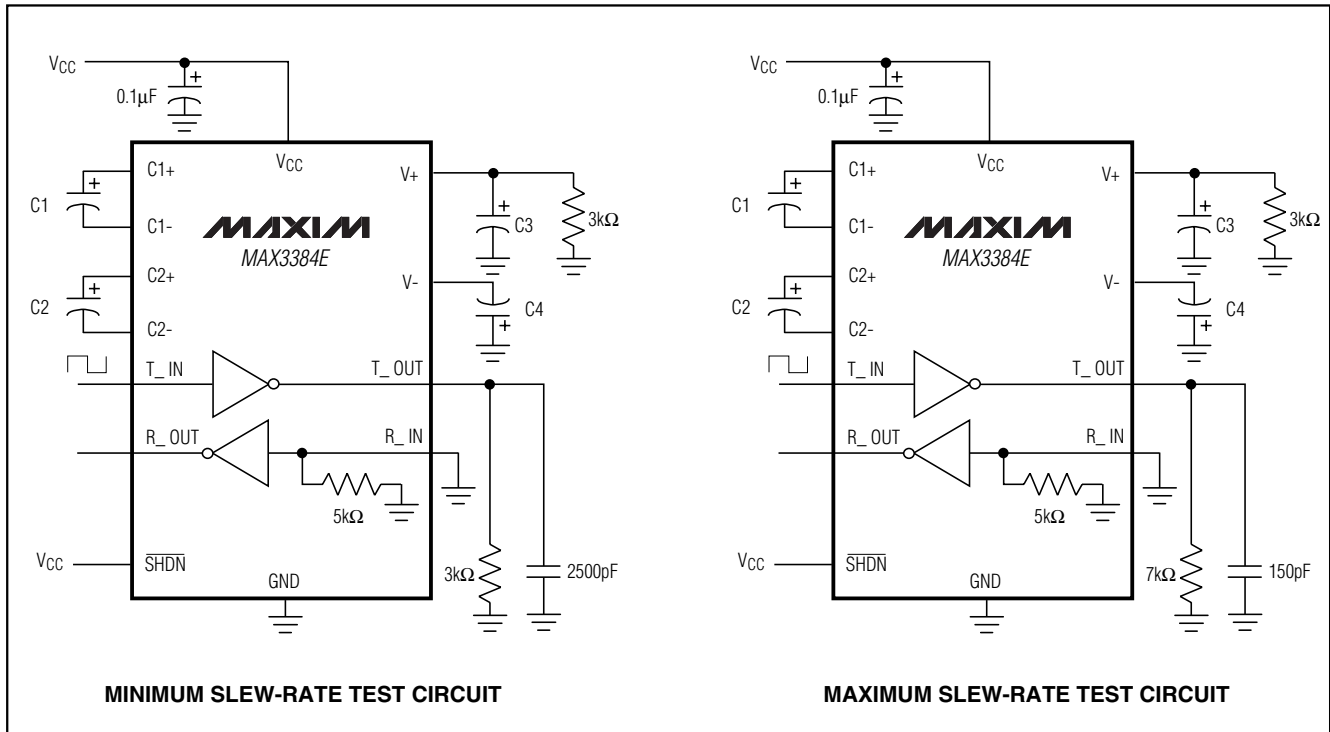 VCC
0.1µF
+
VCC
C1+
C1
+
C1-
V+
+
C3
3kΩ
MAXIM
MAX3384E
C2+
C2
+
C2-
V-
C4
+
T_ IN
T_ OUT
R_ OUT
R_ IN
5kΩ
VCC
SHDN
GND
3kΩ
2500pF
MINIMUM SLEW-RATE TEST CIRCUIT
VCC
0.1µF
+
VCC
C1+
C1
+
C1-
V+
+
C3
3kΩ
MAXIM
MAX3384E
C2+
C2
+
C2-
V-
C4
+
T_ IN
T_ OUT
R_ OUT
R_ IN
5kΩ
VCC
SHDN
GND
7kΩ
150pF
MAXIMUM SLEW-RATE TEST CIRCUIT